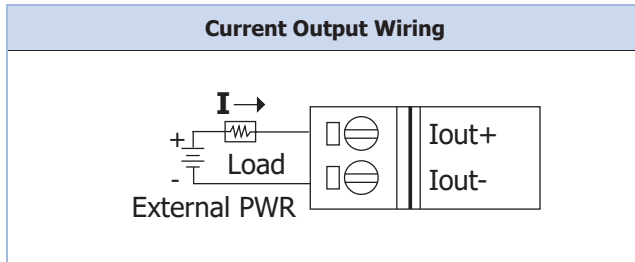 Current Output Wiring
I
+
Load
-
External PWR
Iout+
Iout-